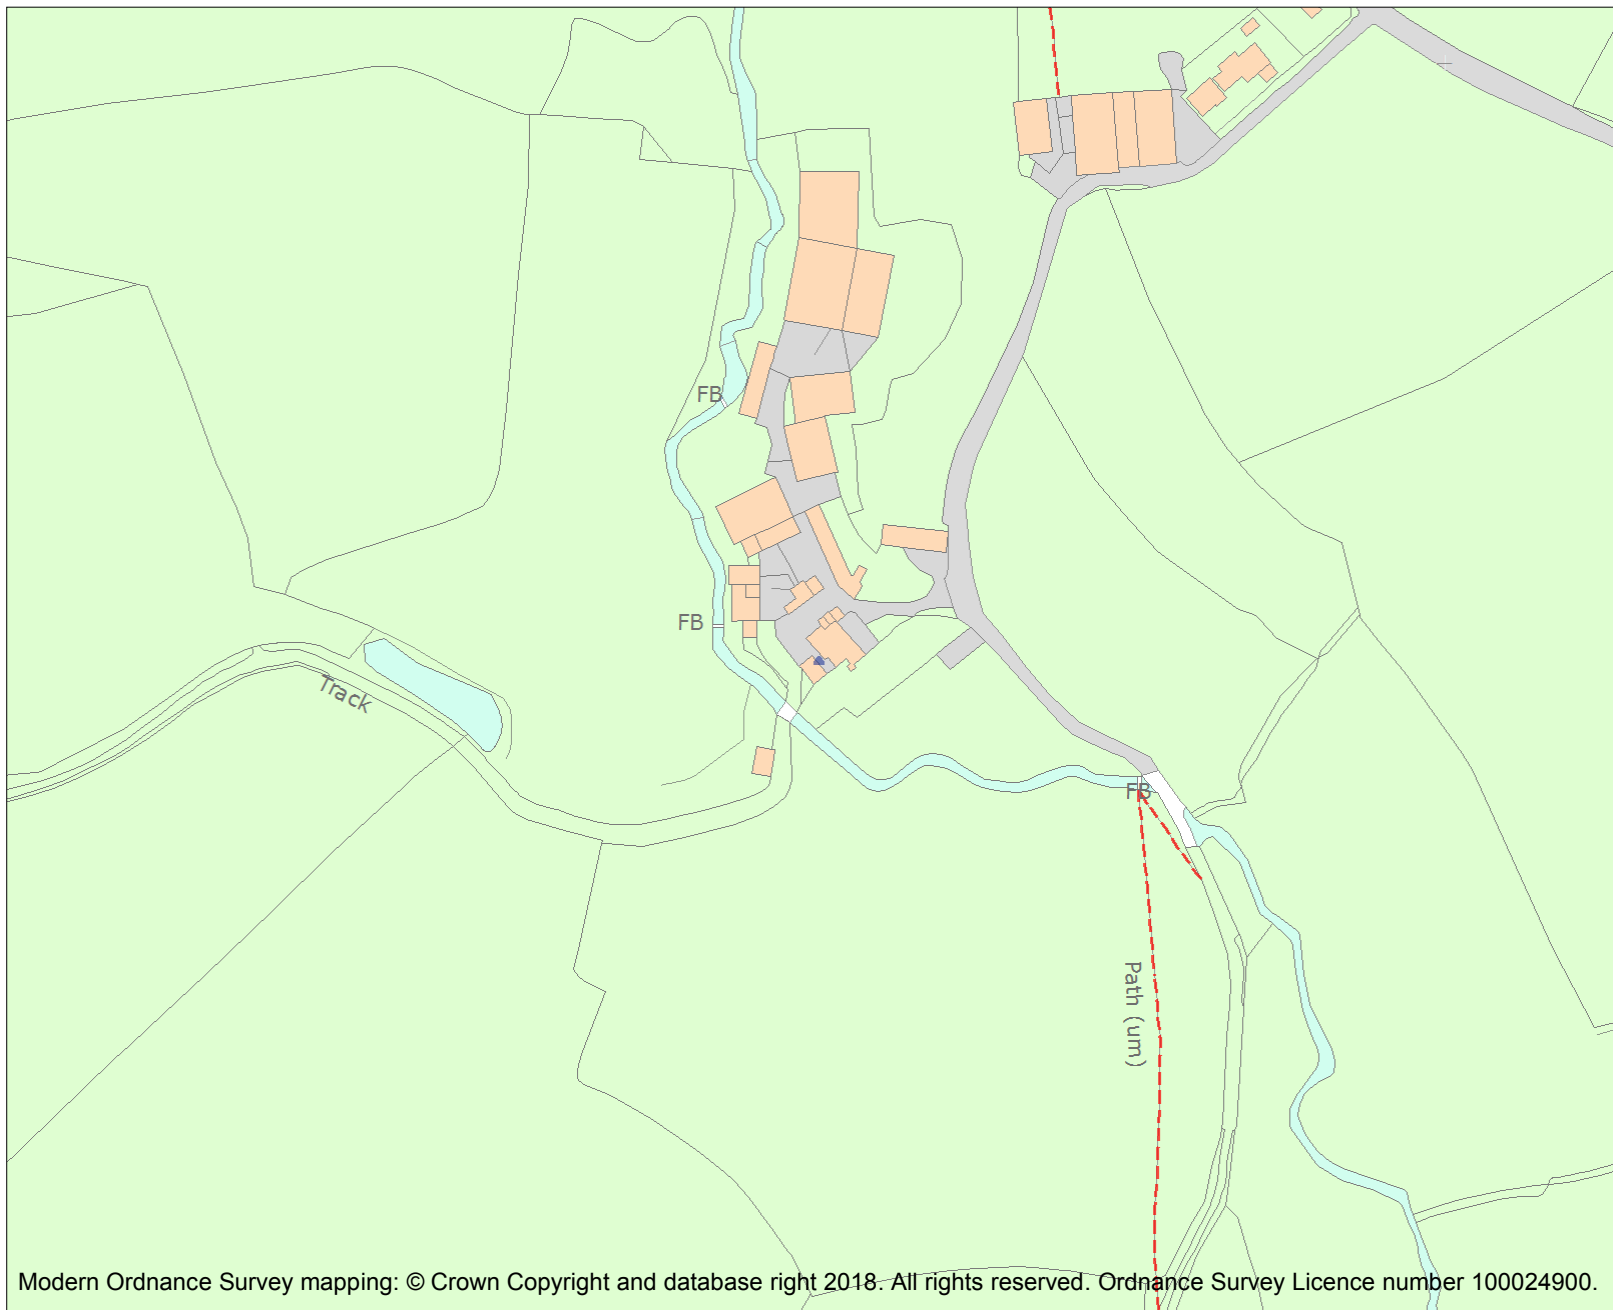 FB
FB
Track
FB
Path (um)
Modern Ordnance Survey mapping: © Crown Copyright and database right 2018. All rights reserved. Ordnance Survey Licence number 100024900.